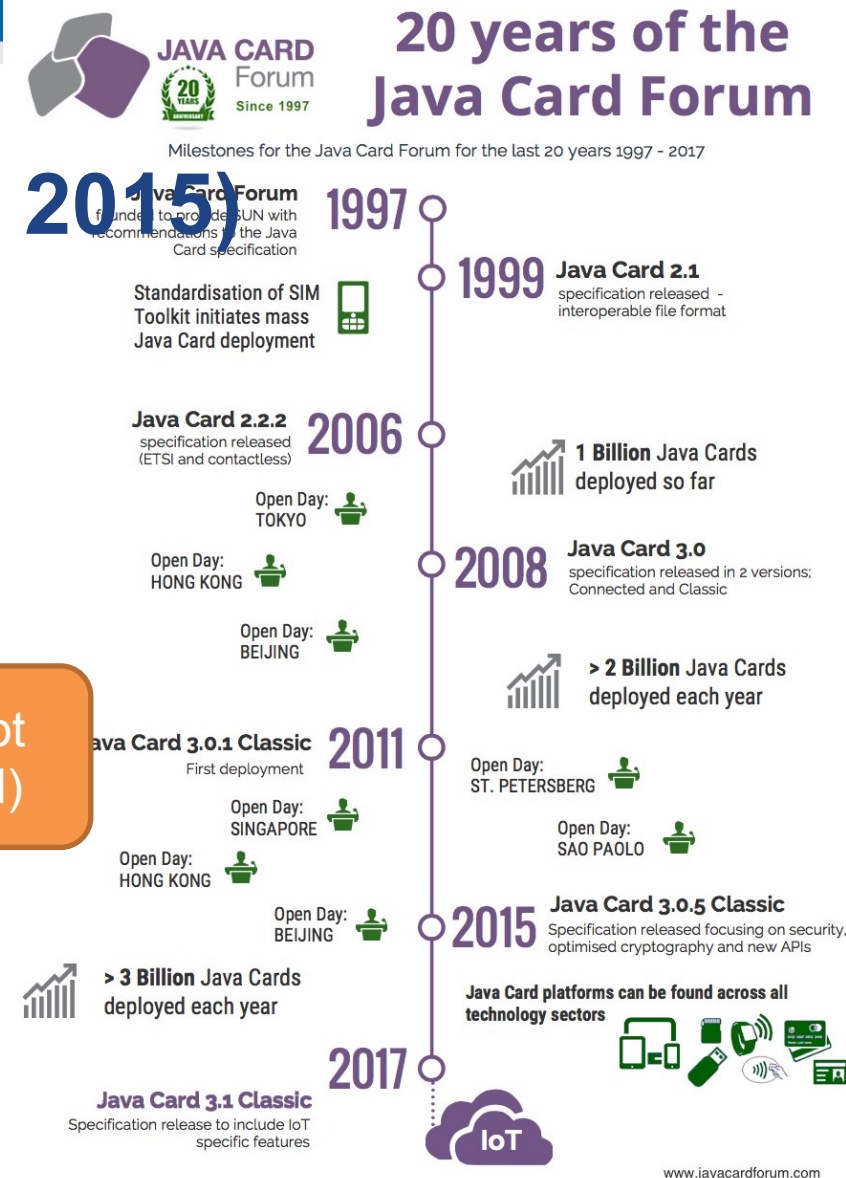 JAVA CARD
Forum
20
YEARS
ANNIVERSARY
Since 1997
20 years of the
Java Card Forum
Milestones for the Java Card Forum for the last 20 years 1997 - 2017
2015)
Java Card Forum
founded to provide SUN with
recommendations to the Java
Card specification
1997
1999
Java Card 2.1
specification released -
interoperable file format
Standardisation of SIM
Toolkit initiates mass
Java Card deployment
Java Card 2.2.2
specification released
(ETSI and contactless)
2006
1 Billion Java Cards
deployed so far
Open Day:
TOKYO
Open Day:
HONG KONG
2008
Java Card 3.0
specification released in 2 versions;
Connected and Classic
Open Day:
BEIJING
> 2 Billion Java Cards
deployed each year
ot
)
ava Card 3.0.1 Classic
First deployment
2011
Open Day:
ST. PETERSBERG
Open Day:
SINGAPORE
Open Day:
SAO PAOLO
Open Day:
HONG KONG
Open Day:
BEIJING
2015
Java Card 3.0.5 Classic
Specification released focusing on security,
optimised cryptography and new APIs
> 3 Billion Java Cards
deployed each year
Java Card platforms can be found across all
technology sectors
2017
Java Card 3.1 Classic
Specification release to include IoT
specific features
IoT
www.javacardforum.com